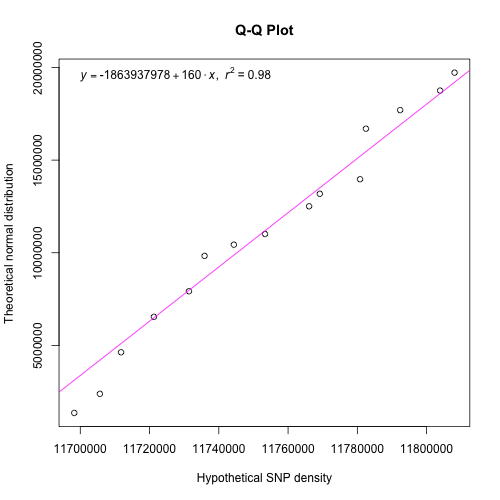 Q-Q Plot
y = -1863937978 + 160 · x, r² = 0.98
20000000
15000000
10000000
5000000
Theoretical normal distribution
11700000 11720000 11740000 11760000 11780000 11800000
Hypothetical SNP density